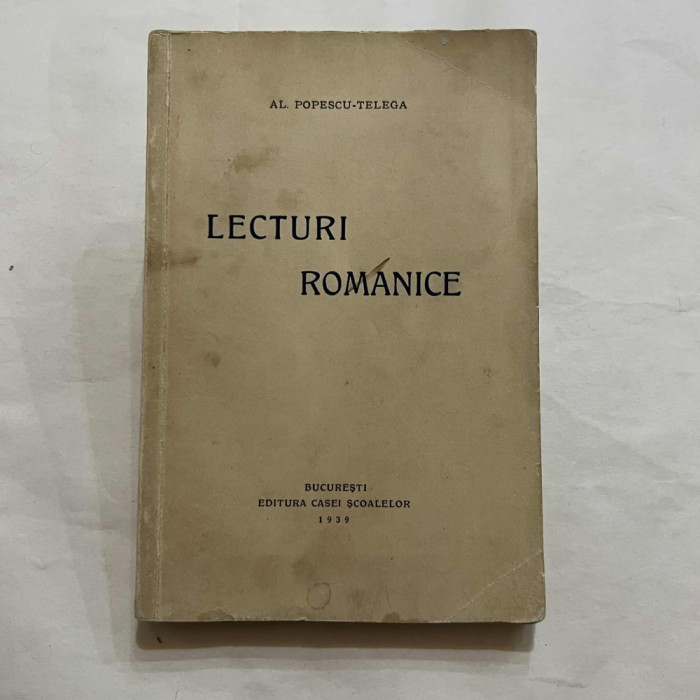 AL. POPESCU-TELEGA
LECTURI
ROMANICE
BUCUREȘTI
EDITURA CASEI ȘCOALELOR
1939